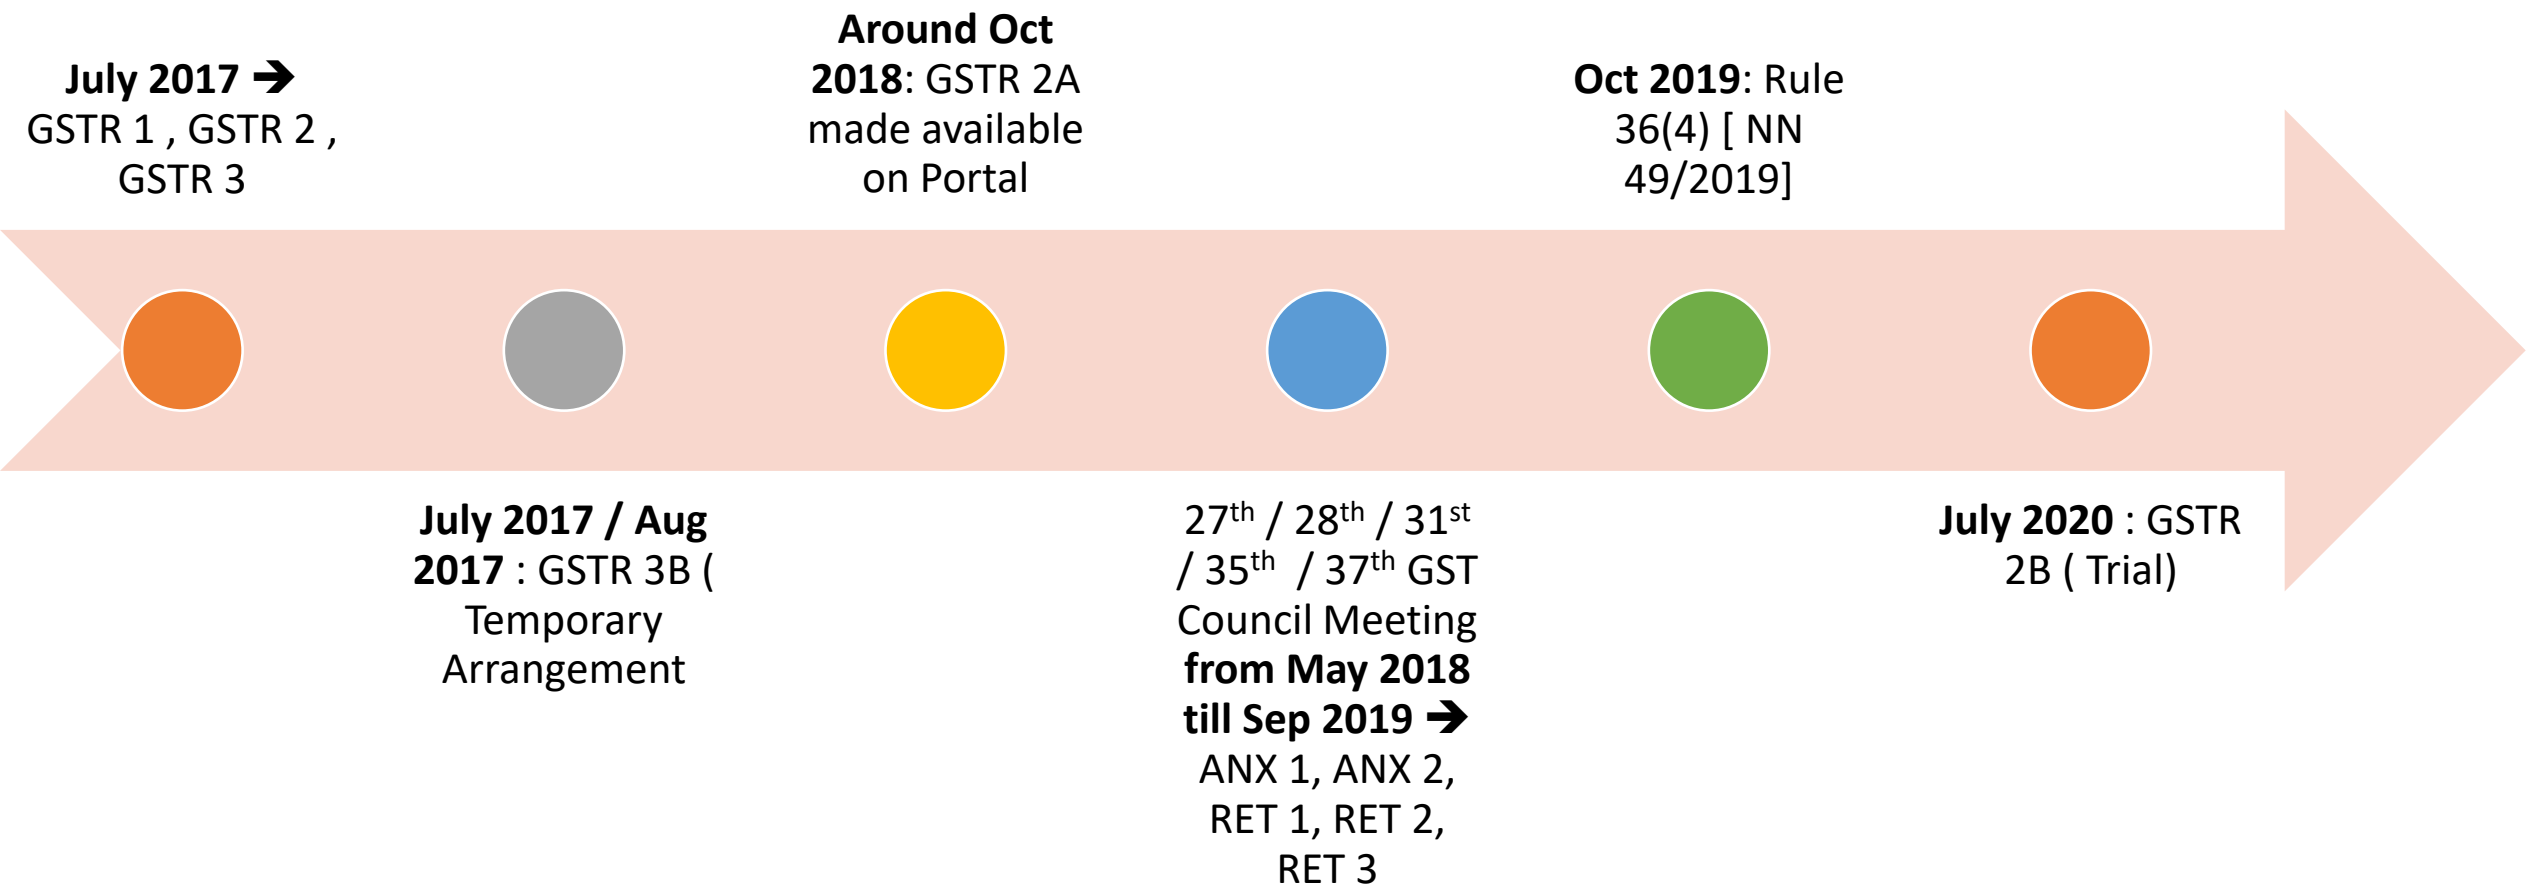 July 2017 ➔
GSTR 1 , GSTR 2 ,
GSTR 3
July 2017 / Aug
2017 : GSTR 3B (
Temporary
Arrangement
Around Oct
2018: GSTR 2A
made available
on Portal
27th / 28th / 31st
/ 35th / 37th GST
Council Meeting
from May 2018
till Sep 2019 ➔
ANX 1, ANX 2,
RET 1, RET 2,
RET 3
Oct 2019: Rule
36(4) [ NN
49/2019]
July 2020 : GSTR
2B ( Trial)